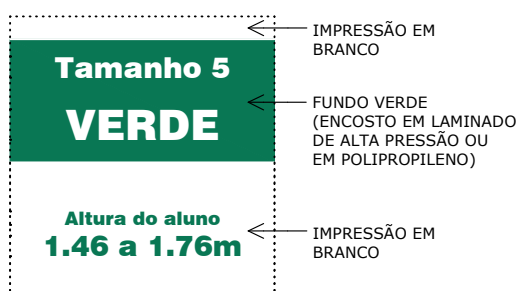 IMPRESSÃO EM
BRANCO
Tamanho 5
VERDE
FUNDO VERDE
(ENCOSTO EM LAMINADO
DE ALTA PRESSÃO OU
EM POLIPROPILENO)
Altura do aluno
1.46 a 1.76m
IMPRESSÃO EM
BRANCO